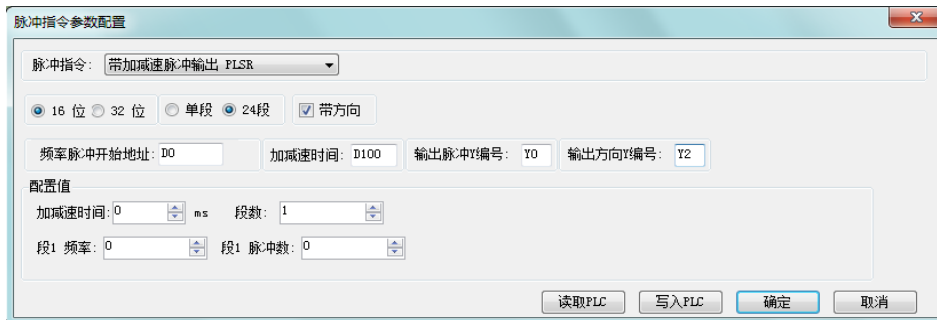 脉冲指令参数配置
脉冲指令: 带加减速脉冲输出 PLSR
16 位 32 位 单段 24段 带方向
频率脉冲开始地址: D0 加减速时间: D100 输出脉冲Y编号: Y0 输出方向Y编号: Y2
配置值
加减速时间: 0 ms 段数: 1
段1 频率: 0 段1 脉冲数: 0
读取PLC 写入PLC 确定 取消